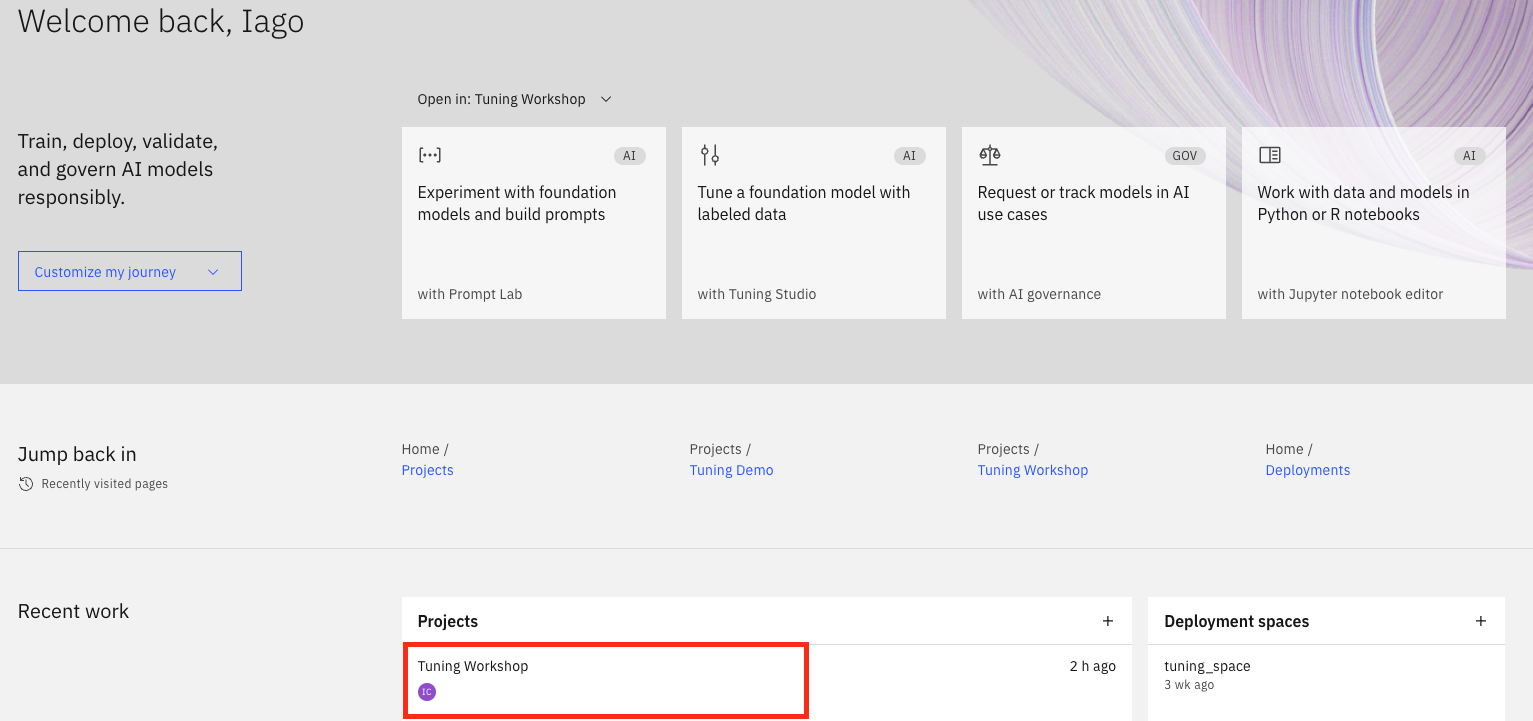 Welcome back, Iago
Open in: Tuning Workshop
Train, deploy, validate,
and govern AI models
responsibly.
Customize my journey
AI
Experiment with foundation
models and build prompts
with Prompt Lab
AI
Tune a foundation model with
labeled data
with Tuning Studio
GOV
Request or track models in AI
use cases
with AI governance
AI
Work with data and models in
Python or R notebooks
with Jupyter notebook editor
Jump back in
Recently visited pages
Home /
Projects
Projects /
Tuning Demo
Projects /
Tuning Workshop
Home /
Deployments
Recent work
Projects
+
Tuning Workshop
2 h ago
IC
Deployment spaces
+
tuning_space
3 wk ago